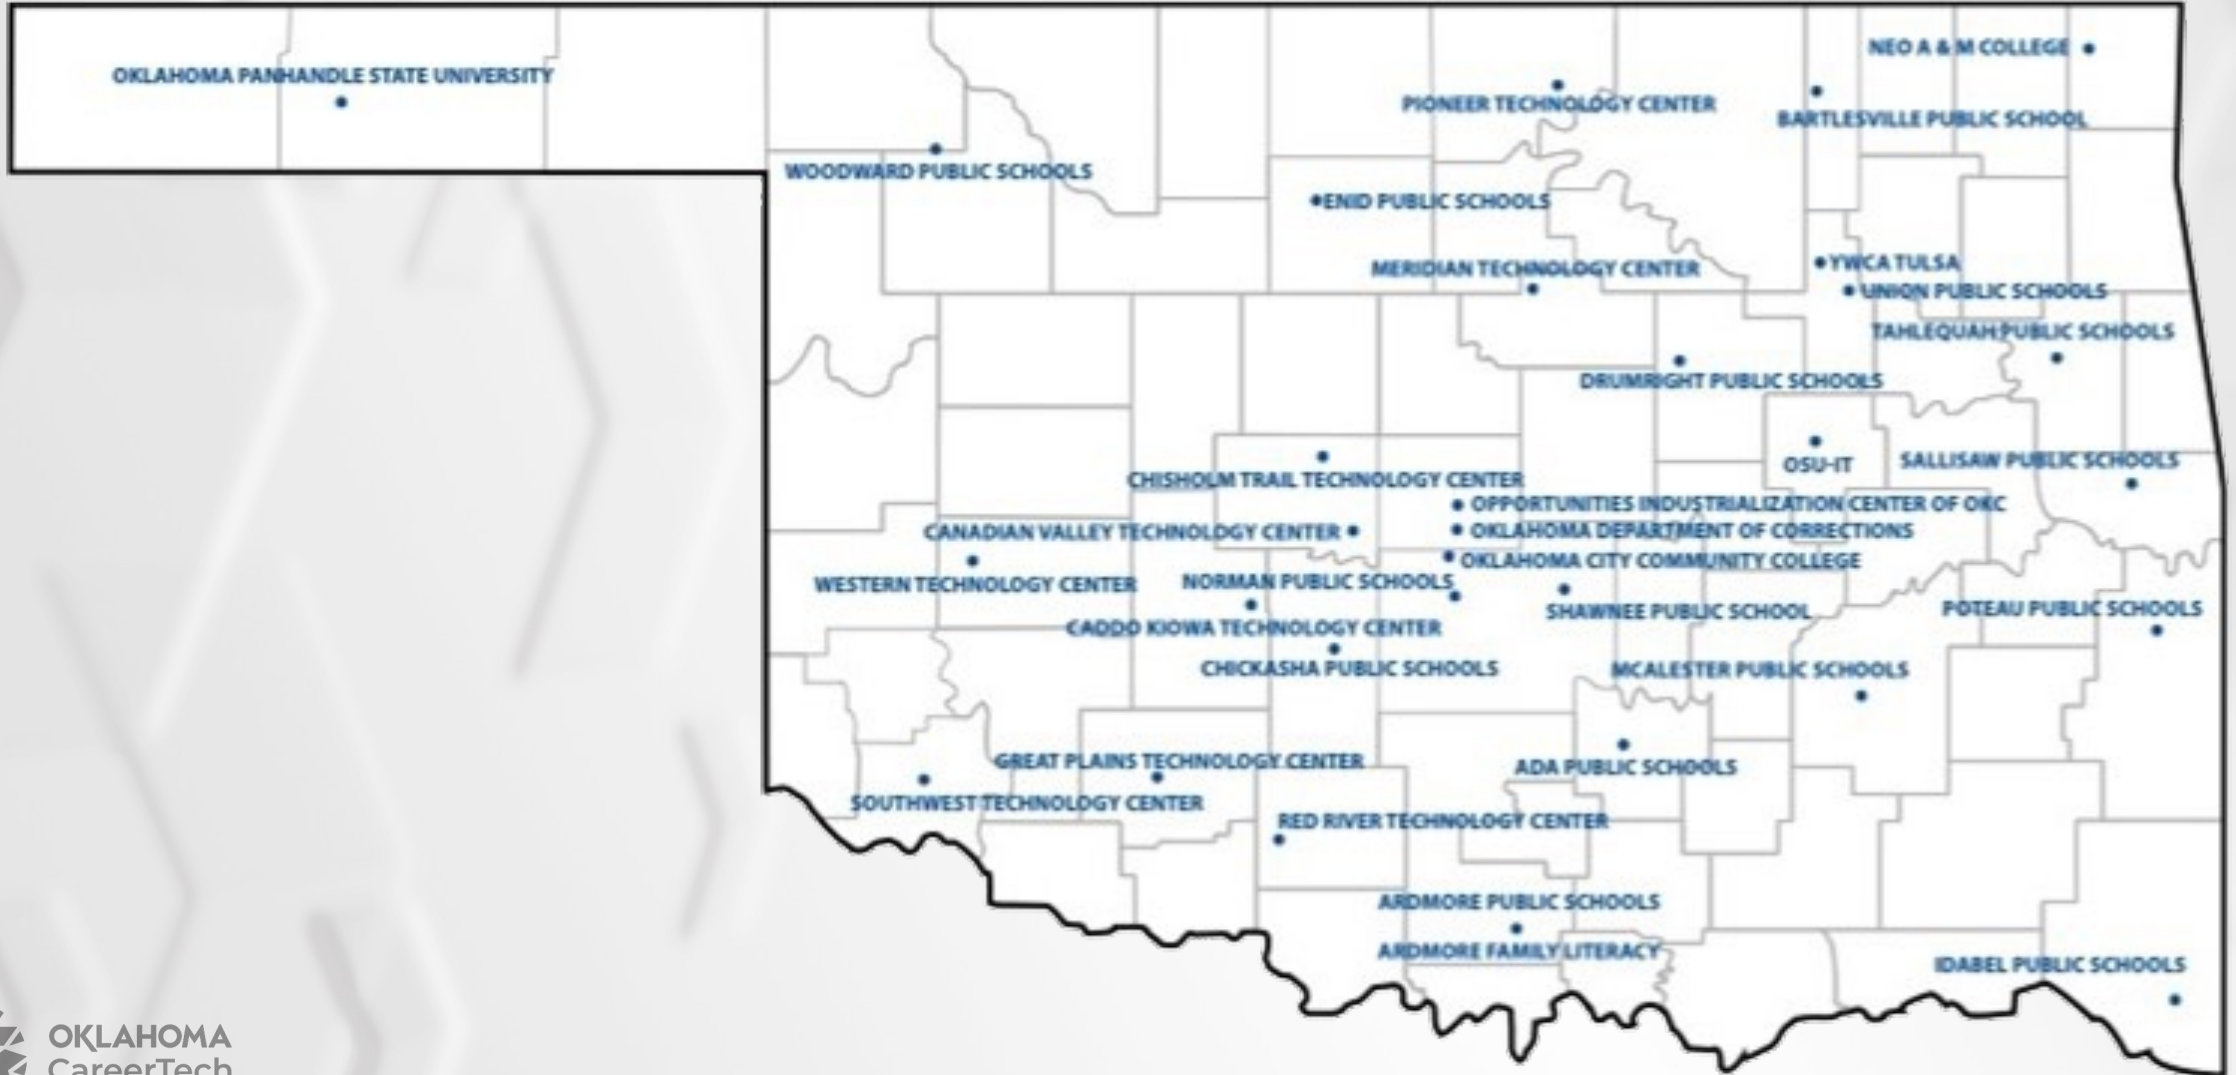 NEO A & M COLLEGE
OKLAHOMA PANHANDLE STATE UNIVERSITY
PIONEER TECHNOLOGY CENTER
BARTLESVILLE PUBLIC SCHOOL
WOODWARD PUBLIC SCHOOLS
ENID PUBLIC SCHOOLS
MERIDIAN TECHNOLOGY CENTER
YWCA TULSA
UNION PUBLIC SCHOOLS
TAHLEQUAH PUBLIC SCHOOLS
DRUMRIGHT PUBLIC SCHOOLS
OSU-IT
SALLISAW PUBLIC SCHOOLS
CHISHOLM TRAIL TECHNOLOGY CENTER
OPPORTUNITIES INDUSTRIALIZATION CENTER OF OKC
CANADIAN VALLEY TECHNOLOGY CENTER
OKLAHOMA DEPARTMENT OF CORRECTIONS
OKLAHOMA CITY COMMUNITY COLLEGE
WESTERN TECHNOLOGY CENTER
NORMAN PUBLIC SCHOOLS
SHAWNEE PUBLIC SCHOOL
POTEAU PUBLIC SCHOOLS
CADDO KIOWA TECHNOLOGY CENTER
CHICKASHA PUBLIC SCHOOLS
MCALESTER PUBLIC SCHOOLS
GREAT PLAINS TECHNOLOGY CENTER
ADA PUBLIC SCHOOLS
SOUTHWEST TECHNOLOGY CENTER
RED RIVER TECHNOLOGY CENTER
ARDMORE PUBLIC SCHOOLS
ARDMORE FAMILY LITERACY
IDABEL PUBLIC SCHOOLS
OKLAHOMA
CareerTech